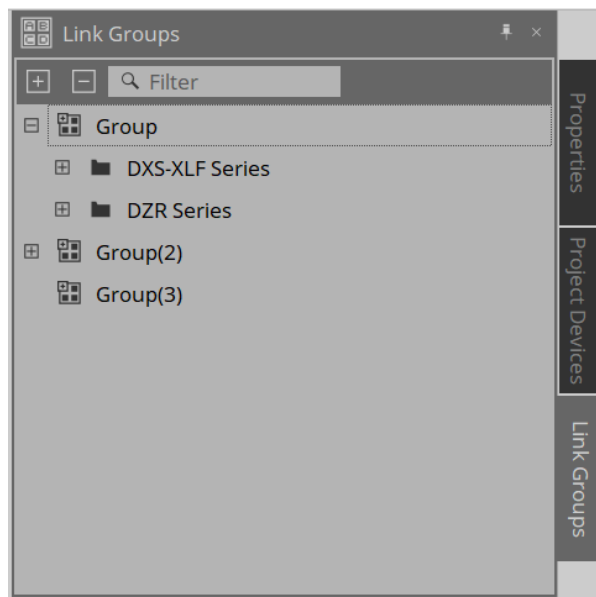 A B
C D
Link Groups
Filter
Group
DXS-XLF Series
DZR Series
Group(2)
Group(3)
Properties
Project Devices
Link Groups